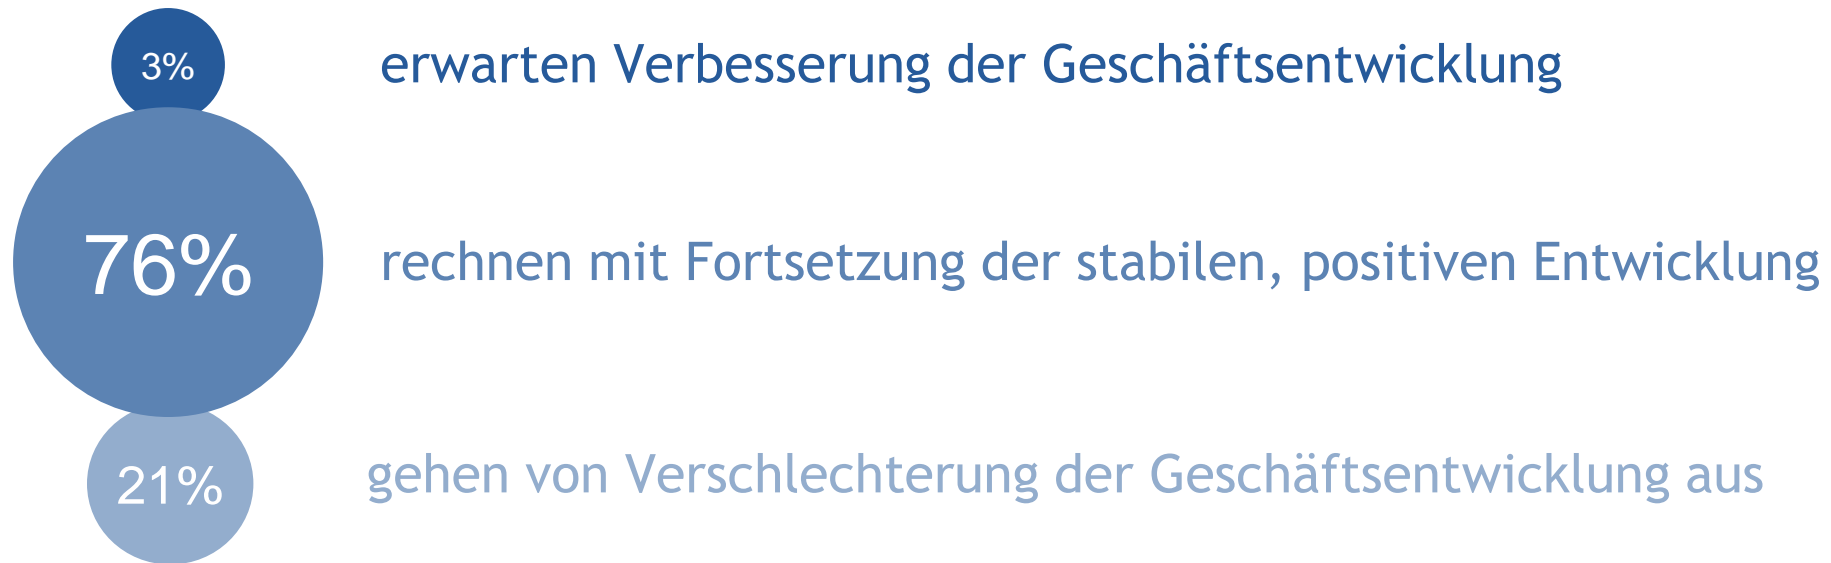 3% erwarten Verbesserung der Geschäftsentwicklung
76% rechnen mit Fortsetzung der stabilen, positiven Entwicklung
21% gehen von Verschlechterung der Geschäftsentwicklung aus